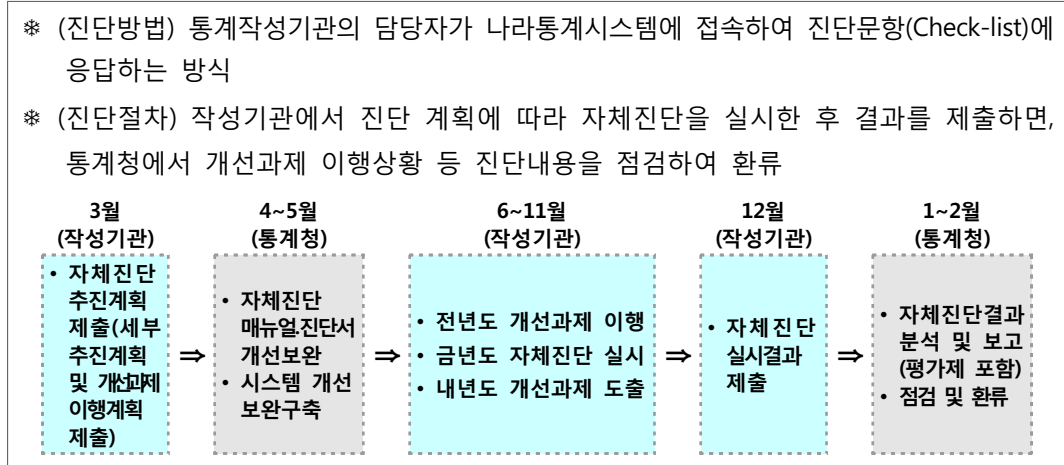 ❄ (진단방법) 통계작성기관의 담당자가 나라통계시스템에 접속하여 진단문항(Check-list)에
응답하는 방식
❄ (진단절차) 작성기관에서 진단 계획에 따라 자체진단을 실시한 후 결과를 제출하면,
통계청에서 개선과제 이행상황 등 진단내용을 점검하여 환류
3월
(작성기관)
• 자체진단
추진계획
제출(세부
추진계획
및 개선과제
이행계획
제출)
⇒
4~5월
(통계청)
• 자체진단
매뉴얼.진단서
개선보완
• 시스템 개선
보완구축
⇒
6~11월
(작성기관)
• 전년도 개선과제 이행
• 금년도 자체진단 실시
• 내년도 개선과제 도출
⇒
12월
(작성기관)
• 자체진단
실시결과
제출
⇒
1~2월
(통계청)
• 자체진단결과
분석 및 보고
(평가제 포함)
• 점검 및 환류